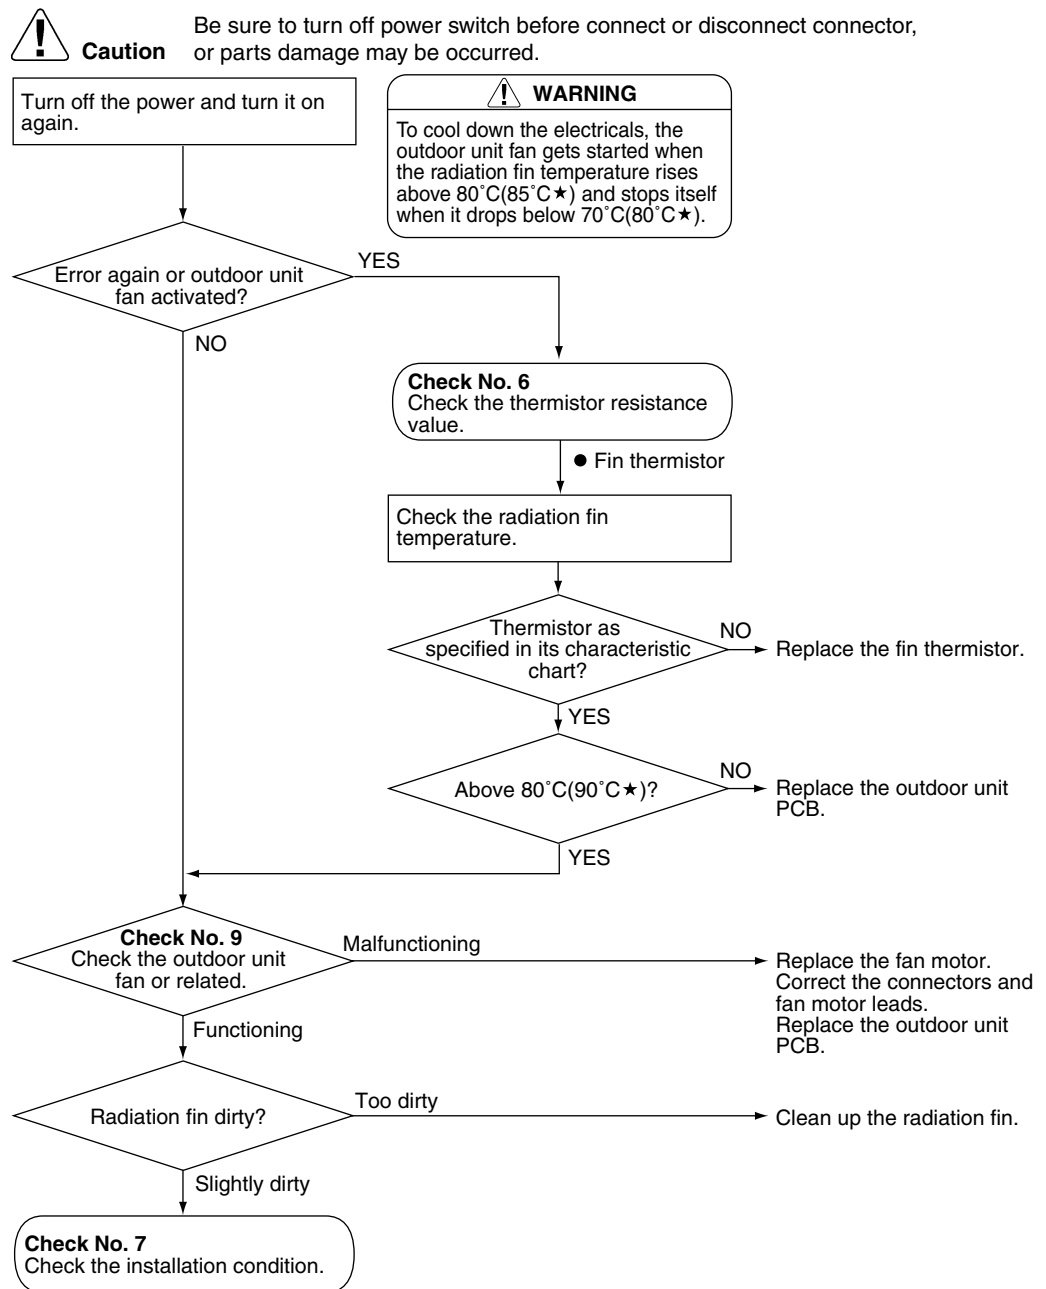 Be sure to turn off power switch before connect or disconnect connector,
Caution or parts damage may be occurred.
Turn off the power and turn it on
again.
WARNING
To cool down the electricals, the
outdoor unit fan gets started when
the radiation fin temperature rises
above 80˚C(85˚C★) and stops itself
when it drops below 70˚C(80˚C★).
Error again or outdoor unit
fan activated?
YES
NO
Check No. 6
Check the thermistor resistance
value.
● Fin thermistor
Check the radiation fin
temperature.
Thermistor as
specified in its characteristic
chart?
NO
Replace the fin thermistor.
YES
Above 80˚C(90˚C★)?
NO
Replace the outdoor unit
PCB.
YES
Check No. 9
Check the outdoor unit
fan or related.
Malfunctioning
Replace the fan motor.
Correct the connectors and
fan motor leads.
Replace the outdoor unit
PCB.
Functioning
Radiation fin dirty?
Too dirty
Clean up the radiation fin.
Slightly dirty
Check No. 7
Check the installation condition.